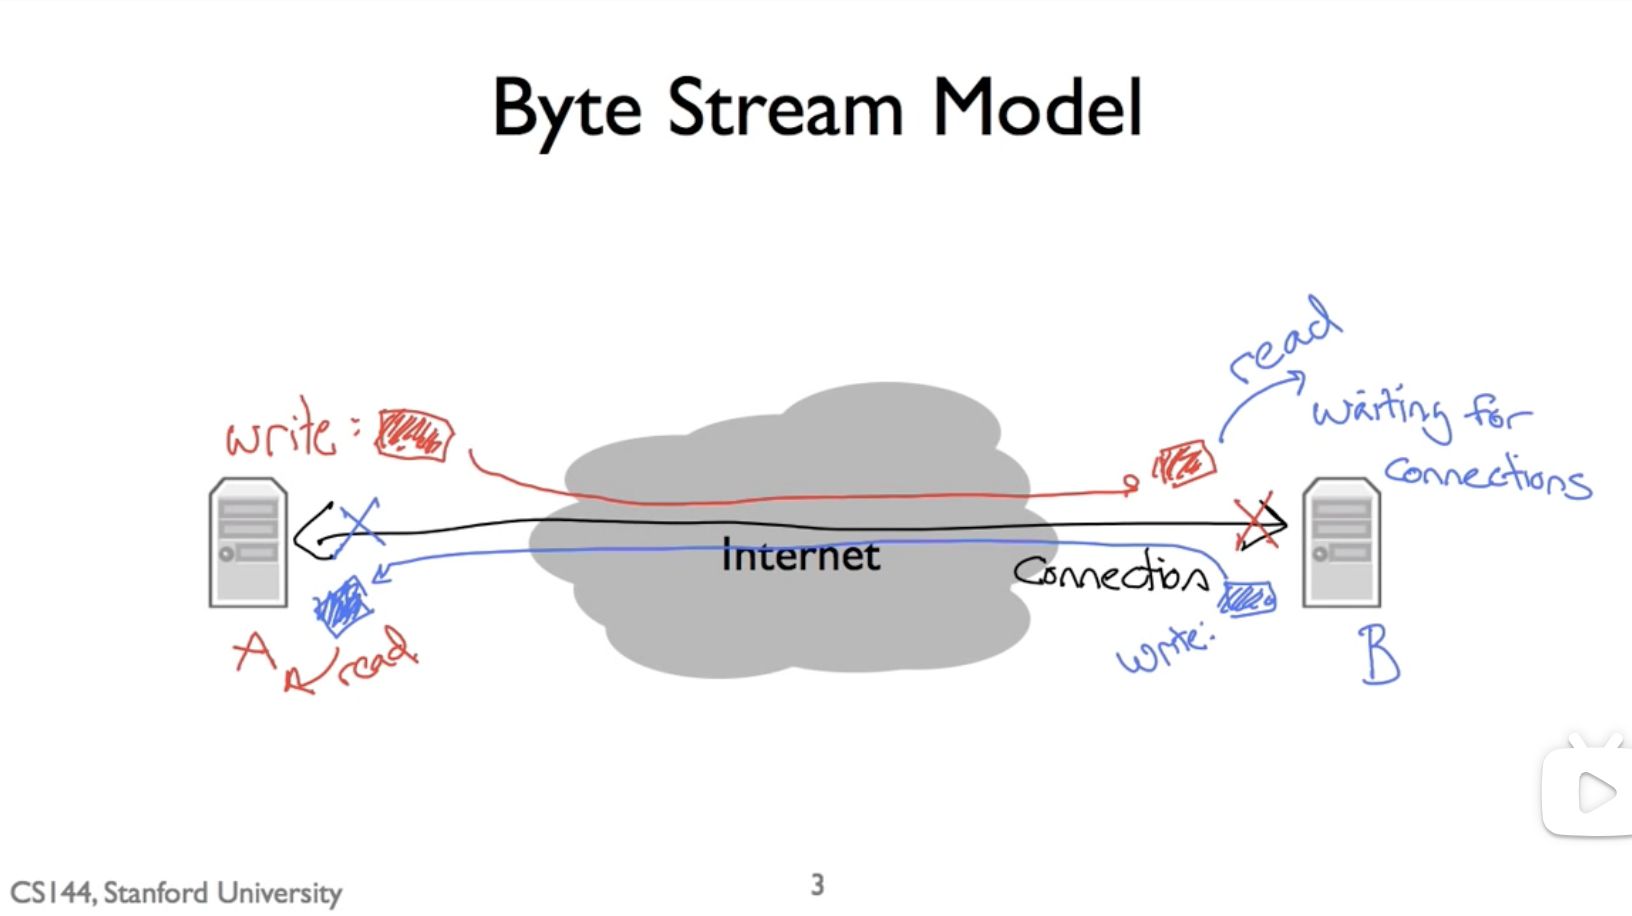 Byte Stream Model
read
write:
waiting for
connections
Internet
Connection
write:
read
A
B
CS144, Stanford University
3